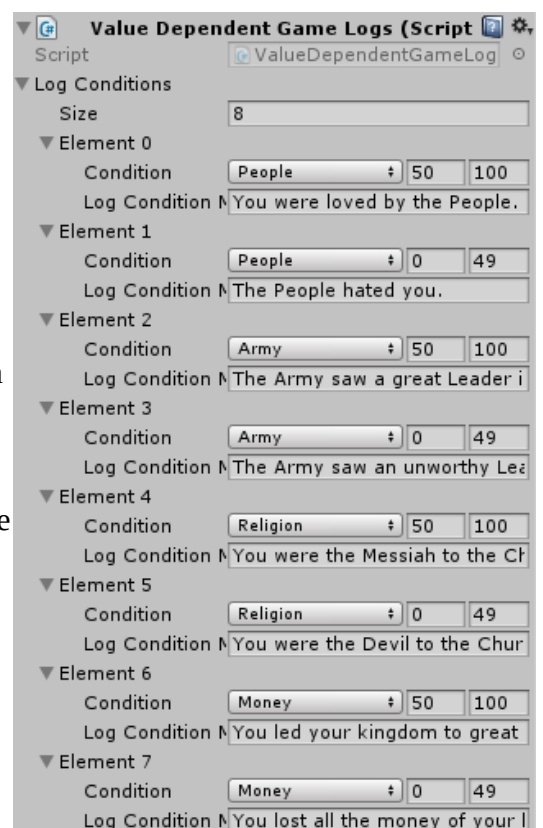 Value Dependent Game Logs (Script
Script ValueDependentGameLog
Log Conditions
Size 8
Element 0
Condition People 50 100
Log Condition M You were loved by the People.
Element 1
Condition People 0 49
Log Condition M The People hated you.
Element 2
Condition Army 50 100
Log Condition M The Army saw a great Leader i
Element 3
Condition Army 0 49
Log Condition M The Army saw an unworthy Lea
e
Element 4
Condition Religion 50 100
Log Condition M You were the Messiah to the Ch
Element 5
Condition Religion 0 49
Log Condition M You were the Devil to the Chur
Element 6
Condition Money 50 100
Log Condition M You led your kingdom to great
Element 7
Condition Money 0 49
Log Condition M You lost all the money of your l